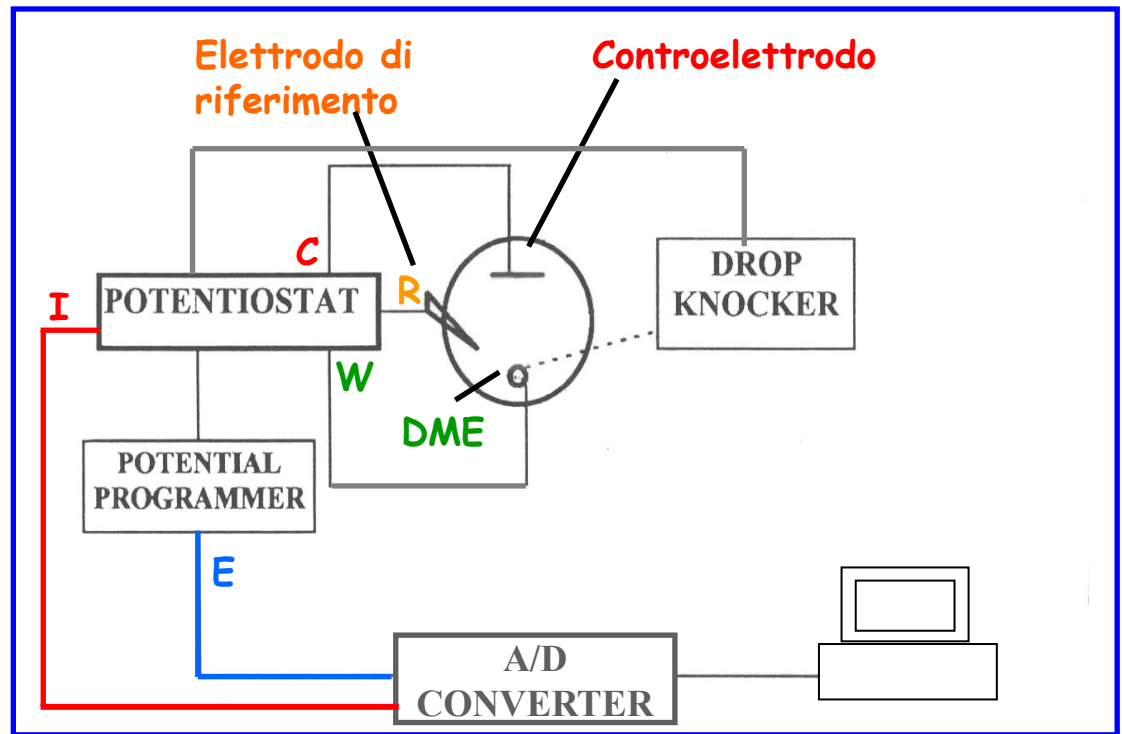 Elettrodo di
riferimento
Controelettrodo
C
DROP
KNOCKER
I
POTENTIOSTAT
R
W
DME
POTENTIAL
PROGRAMMER
E
A/D
CONVERTER